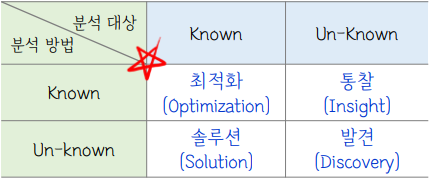 분석 대상
분석 방법
Known
Un-Known
Known
최적화
(Optimization)
통찰
(Insight)
Un-known
솔루션
(Solution)
발견
(Discovery)